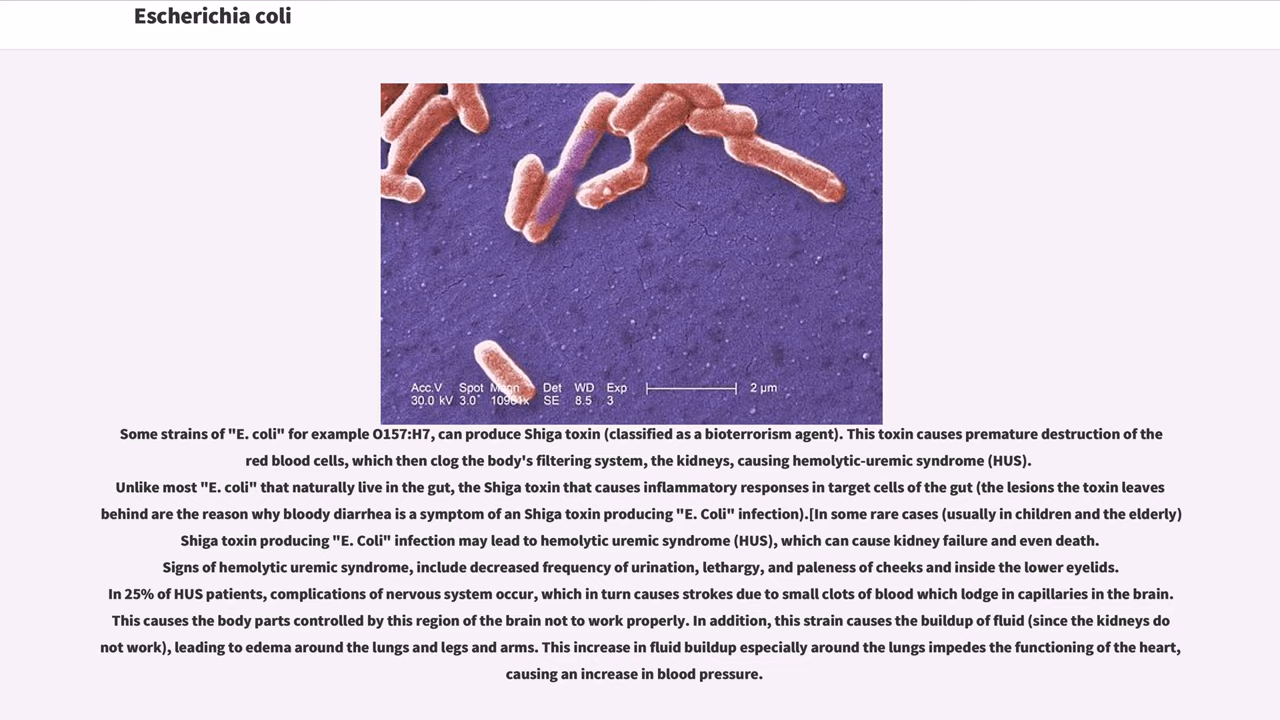 Escherichia coli
Acc.V Spot Magn Det WD Exp 2 µm
30.0 kV 3.0 10961x SE 8.5 3
Some strains of "E. coli" for example O157:H7, can produce Shiga toxin (classified as a bioterrorism agent). This toxin causes premature destruction of the
red blood cells, which then clog the body's filtering system, the kidneys, causing hemolytic-uremic syndrome (HUS).
Unlike most "E. coli" that naturally live in the gut, the Shiga toxin that causes inflammatory responses in target cells of the gut (the lesions the toxin leaves
behind are the reason why bloody diarrhea is a symptom of an Shiga toxin producing "E. Coli" infection).[In some rare cases (usually in children and the elderly)
Shiga toxin producing "E. Coli" infection may lead to hemolytic uremic syndrome (HUS), which can cause kidney failure and even death.
Signs of hemolytic uremic syndrome, include decreased frequency of urination, lethargy, and paleness of cheeks and inside the lower eyelids.
In 25% of HUS patients, complications of nervous system occur, which in turn causes strokes due to small clots of blood which lodge in capillaries in the brain.
This causes the body parts controlled by this region of the brain not to work properly. In addition, this strain causes the buildup of fluid (since the kidneys do
not work), leading to edema around the lungs and legs and arms. This increase in fluid buildup especially around the lungs impedes the functioning of the heart,
causing an increase in blood pressure.